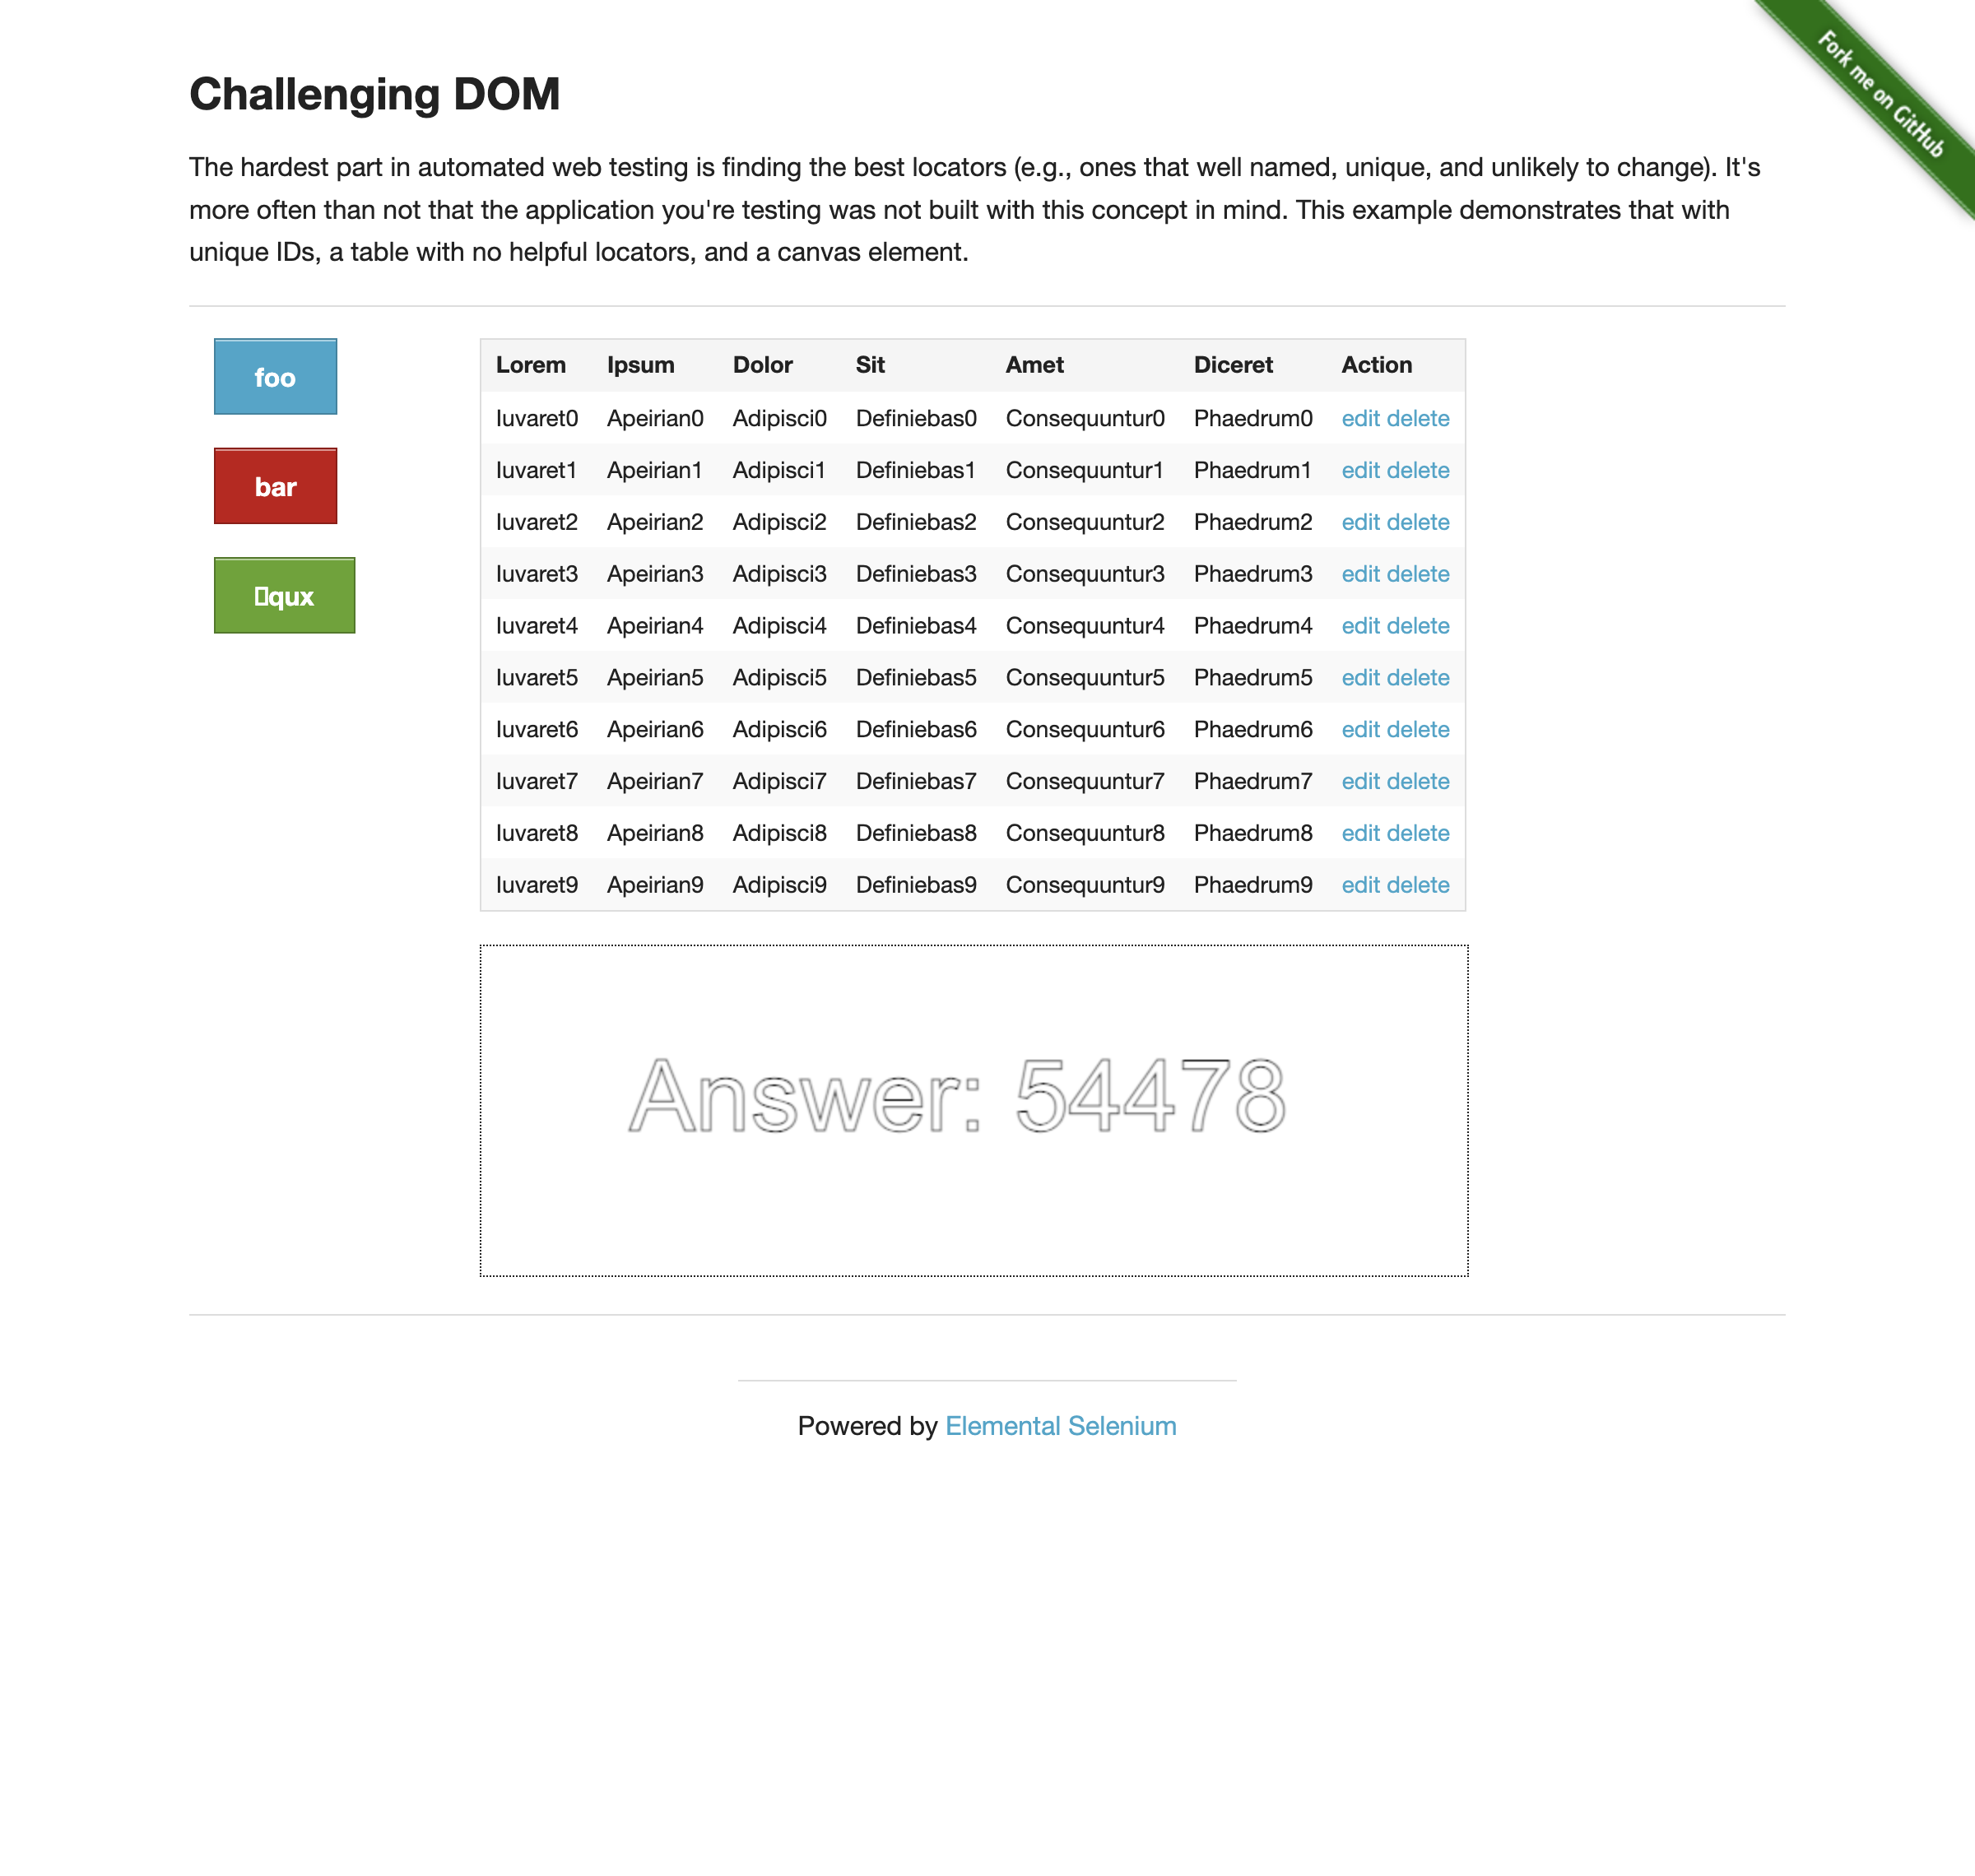 Fork me on GitHub
Challenging DOM
The hardest part in automated web testing is finding the best locators (e.g., ones that well named, unique, and unlikely to change). It's
more often than not that the application you're testing was not built with this concept in mind. This example demonstrates that with
unique IDs, a table with no helpful locators, and a canvas element.
foo
bar
qux
Lorem Ipsum Dolor Sit Amet Diceret Action
Iuvaret0 Apeirian0 Adipisci0 Definiebas0 Consequuntur0 Phaedrum0 edit delete
Iuvaret1 Apeirian1 Adipisci1 Definiebas1 Consequuntur1 Phaedrum1 edit delete
Iuvaret2 Apeirian2 Adipisci2 Definiebas2 Consequuntur2 Phaedrum2 edit delete
Iuvaret3 Apeirian3 Adipisci3 Definiebas3 Consequuntur3 Phaedrum3 edit delete
Iuvaret4 Apeirian4 Adipisci4 Definiebas4 Consequuntur4 Phaedrum4 edit delete
Iuvaret5 Apeirian5 Adipisci5 Definiebas5 Consequuntur5 Phaedrum5 edit delete
Iuvaret6 Apeirian6 Adipisci6 Definiebas6 Consequuntur6 Phaedrum6 edit delete
Iuvaret7 Apeirian7 Adipisci7 Definiebas7 Consequuntur7 Phaedrum7 edit delete
Iuvaret8 Apeirian8 Adipisci8 Definiebas8 Consequuntur8 Phaedrum8 edit delete
Iuvaret9 Apeirian9 Adipisci9 Definiebas9 Consequuntur9 Phaedrum9 edit delete
Answer: 54478
Powered by Elemental Selenium